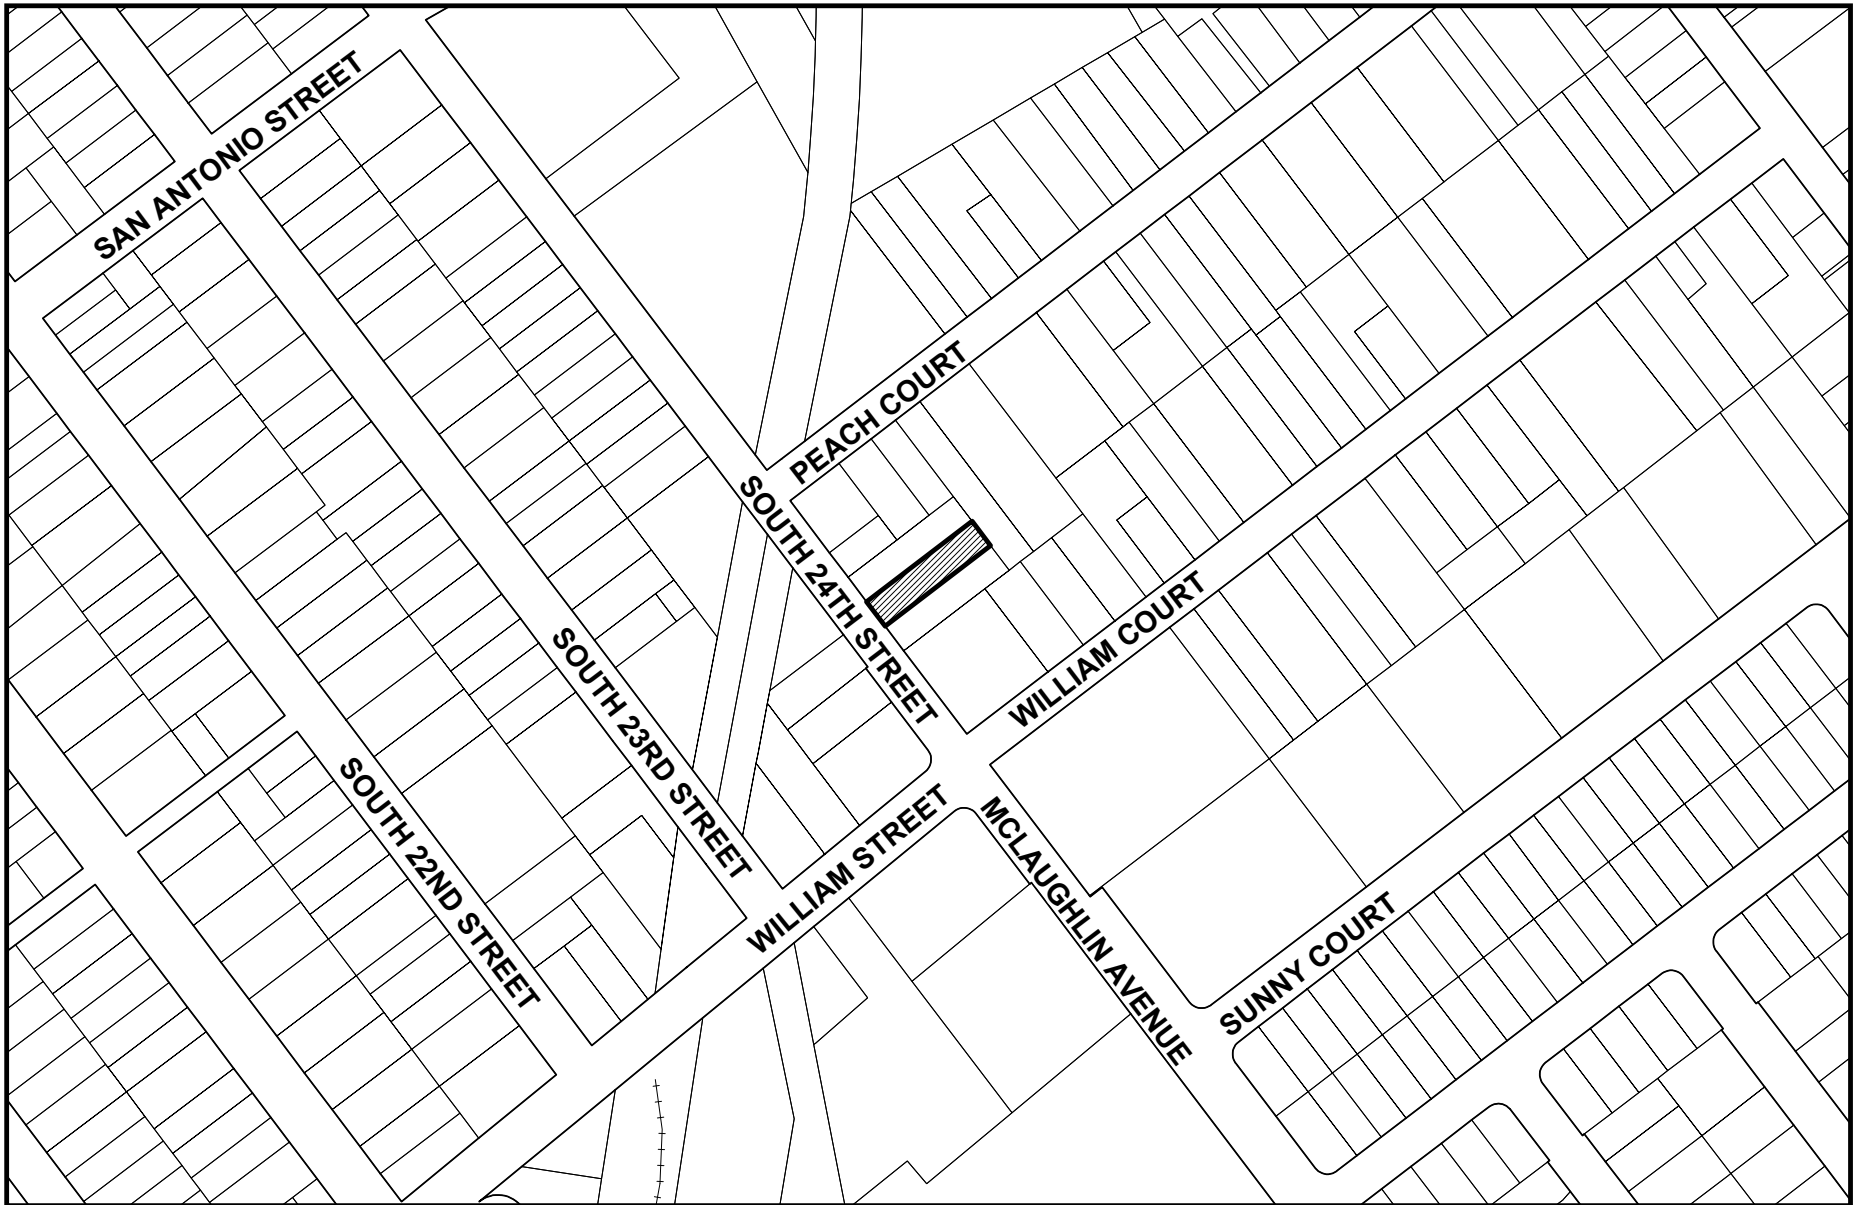 SAN ANTONIO STREET
PEACH COURT
SOUTH 24TH STREET
WILLIAM COURT
SOUTH 23RD STREET
SOUTH 22ND STREET
WILLIAM STREET
MCLAUGHLIN AVENUE
SUNNY COURT